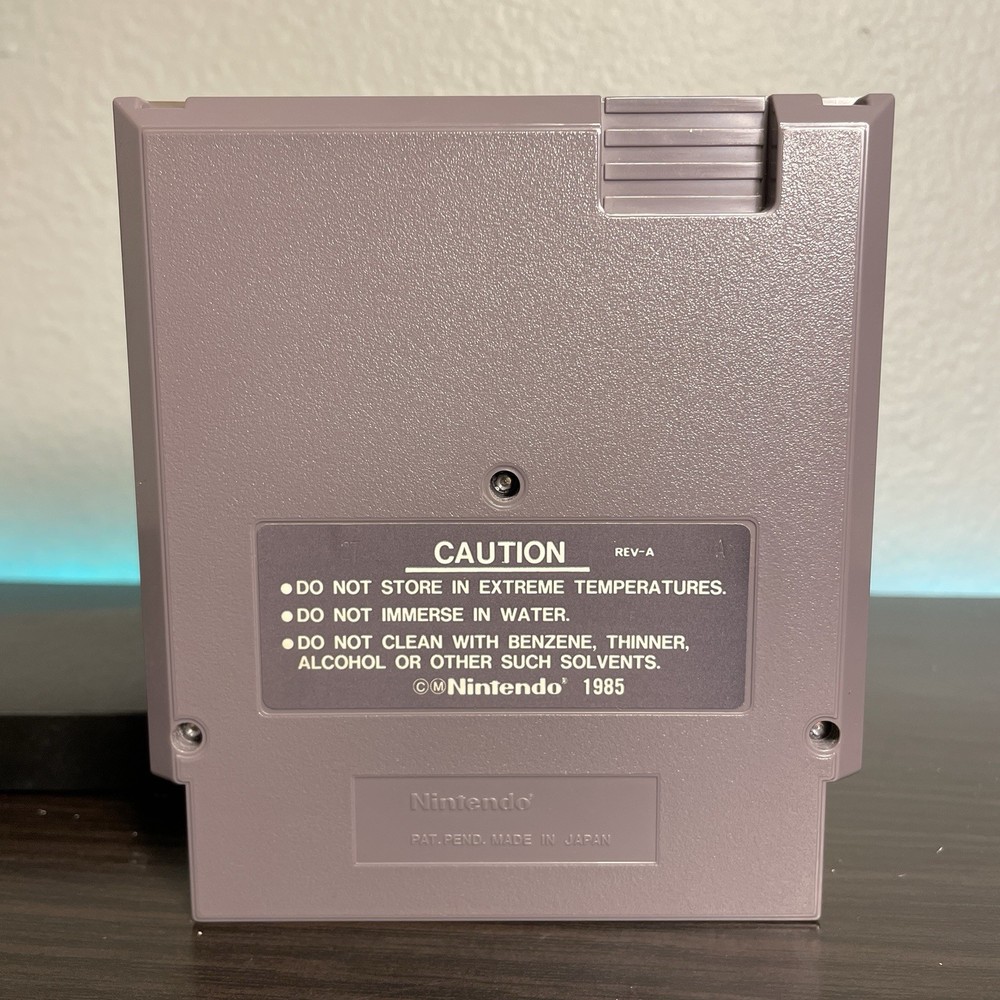 CAUTION REV-A A
●DO NOT STORE IN EXTREME TEMPERATURES.
●DO NOT IMMERSE IN WATER.
●DO NOT CLEAN WITH BENZENE, THINNER,
ALCOHOL OR OTHER SUCH SOLVENTS.
©ⓂNintendo® 1985
Nintendo®
PAT. PEND. MADE IN JAPAN